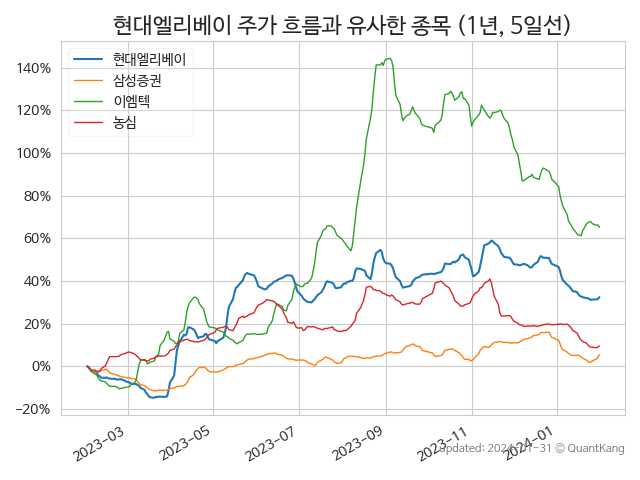 현대엘리베이 주가 흐름과 유사한 종목 (1년, 5일선)
현대엘리베이
삼성증권
이엠텍
농심
140%
120%
100%
80%
60%
40%
20%
0%
−20%
2023-03
2023-05
2023-07
2023-09
2023-11
2024-01
updated: 2024-01-31 © QuantKang